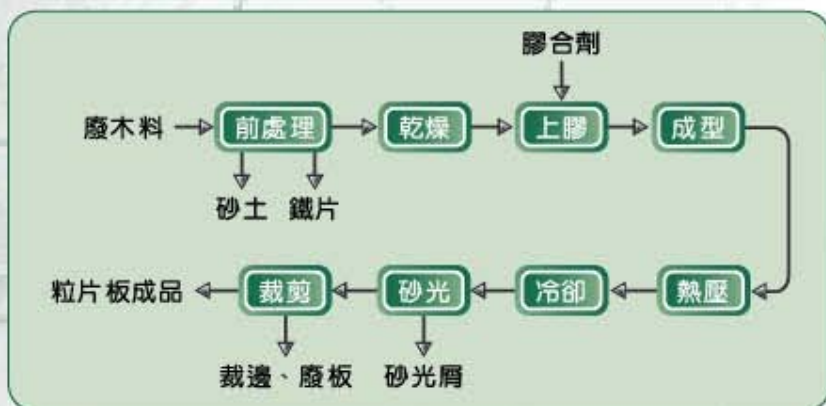 膠合劑
廢木料 前處理 乾燥 上膠 成型
砂土 鐵片
粒片板成品 裁剪 砂光 冷卻 熱壓
裁邊、廢板 砂光屑